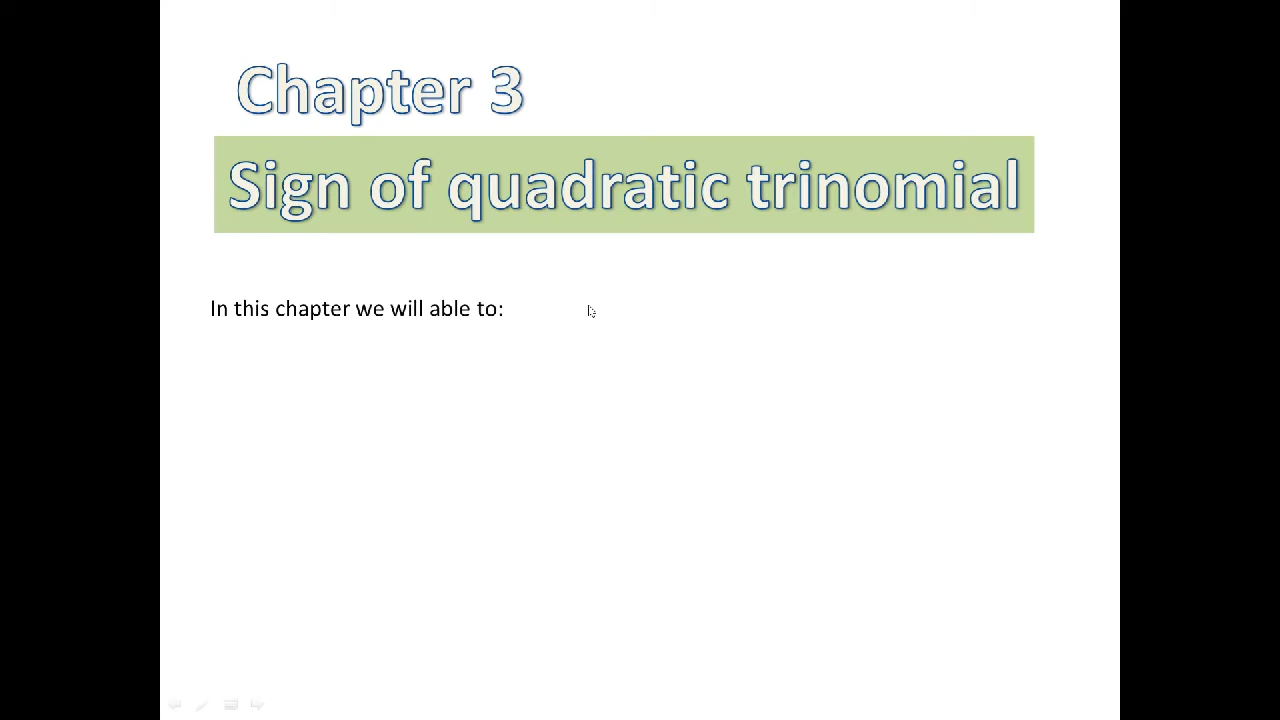 Chapter 3
Sign of quadratic trinomial
In this chapter we will able to: